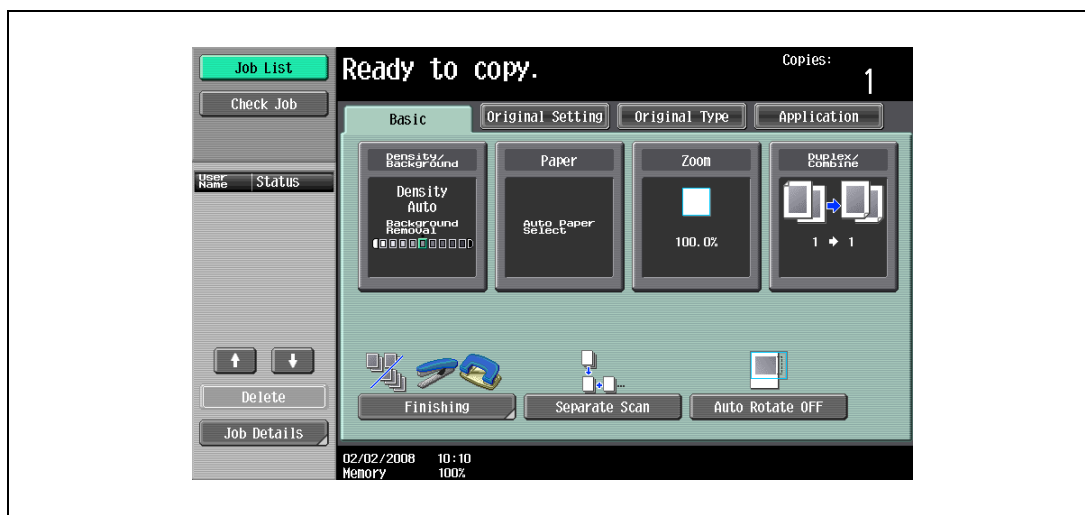 Job List
Check Job
User Name
Status
Delete
Job Details
Ready to copy.
Copies:
1
Basic
Original Setting
Original Type
Application
Density/
Background
Density
Auto
Background
Removal
Paper
Auto Paper
Select
Zoom
100.0%
Duplex/
Combine
1 → 1
Finishing
Separate Scan
Auto Rotate OFF
02/02/2008 10:10
Memory 100%